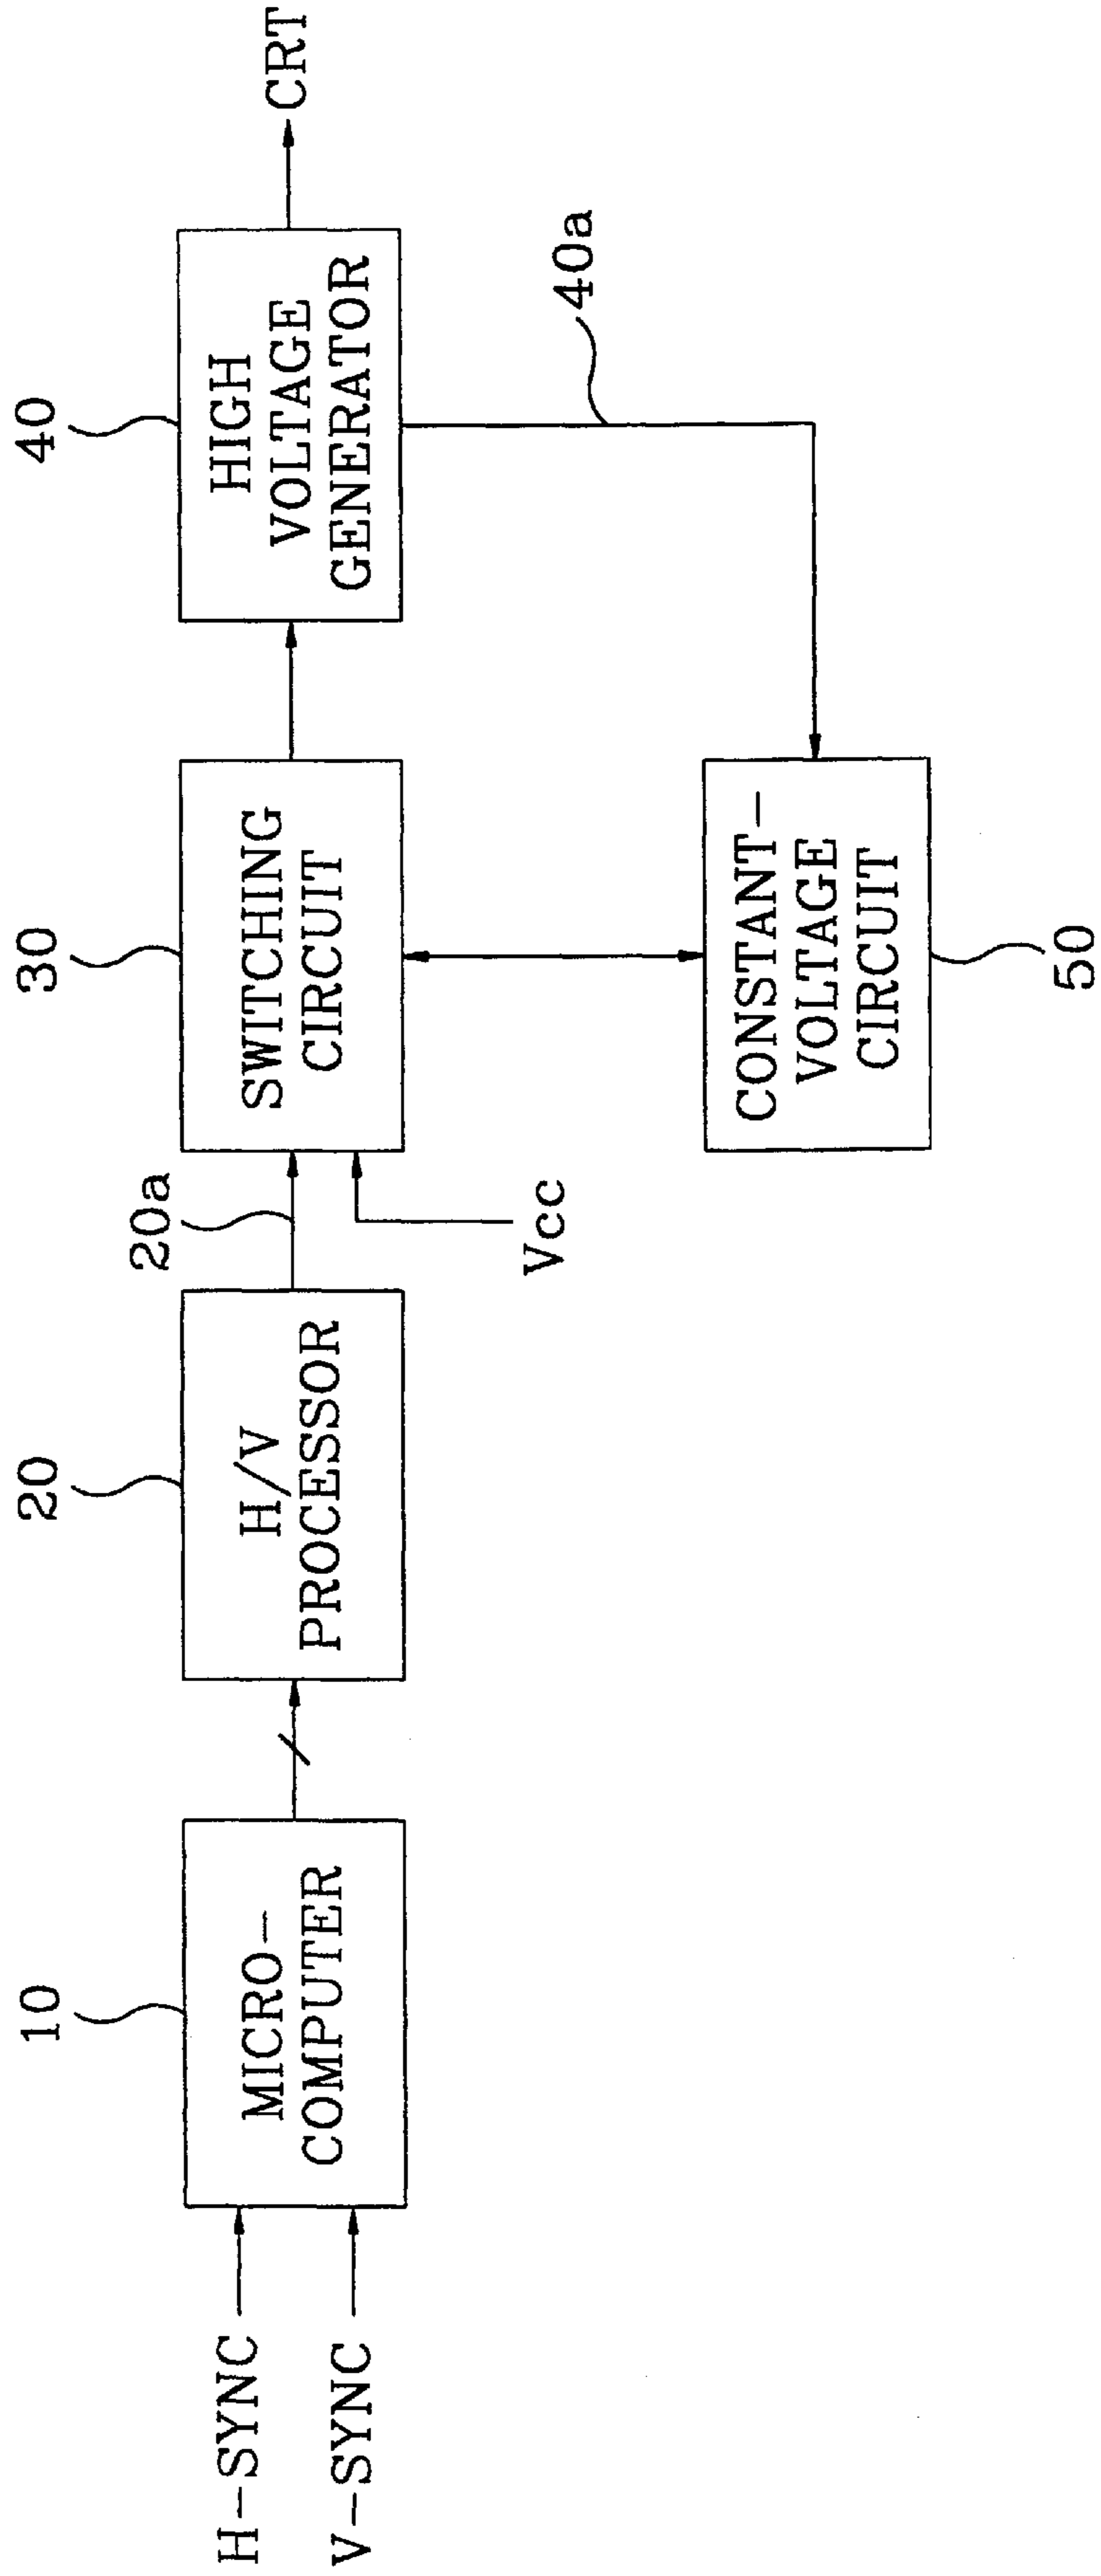 H-SYNC
V-SYNC
10
MICRO-
COMPUTER
20
H/V
PROCESSOR
20a
Vcc
30
SWITCHING
CIRCUIT
40
HIGH
VOLTAGE
GENERATOR
CRT
40a
CONSTANT-
VOLTAGE
CIRCUIT
50